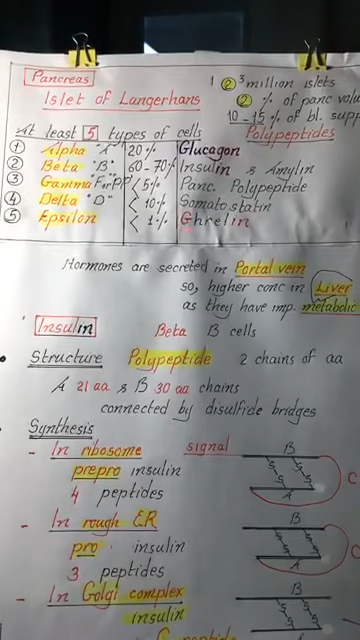 Pancreas
Islet of Langerhans
1 ② 3 million islets
② % of panc volu
10 - 15% of bl. supp
At least 5 types of cells
Polypeptides
① Alpha "A" 20% Glucagon
② Beta "B" 60-70% Insulin & Amylin
③ Gamma "F or PP" < 5% Panc. Polypeptide
④ Delta "D" < 10% Somatostatin
⑤ Epsilon < 1% Ghrelin
Hormones are secreted in Portal vein
so, higher conc in Liver
as they have imp. metabolic
Insulin Beta B cells
• Structure Polypeptide 2 chains of aa
A 21 aa & B 30 aa chains
connected by disulfide bridges
Synthesis
- In ribosome signal B
prepro insulin
4 peptides A C
- In rough ER B
pro insulin
3 peptides A
- In Golgi complex B
insulin